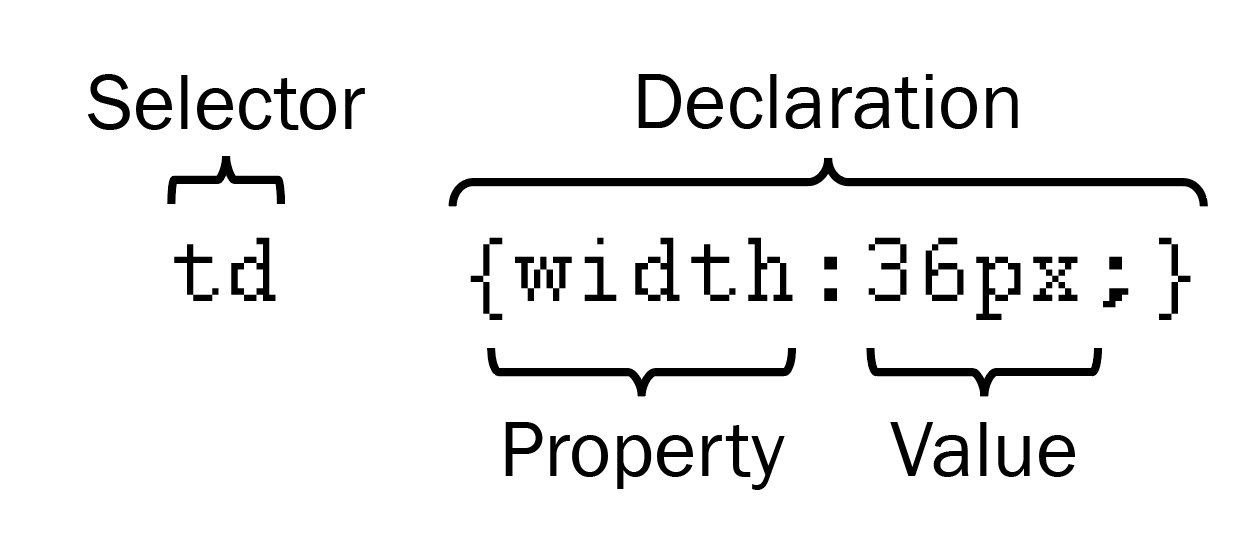 Selector Declaration
td {width:36px;}
Property Value